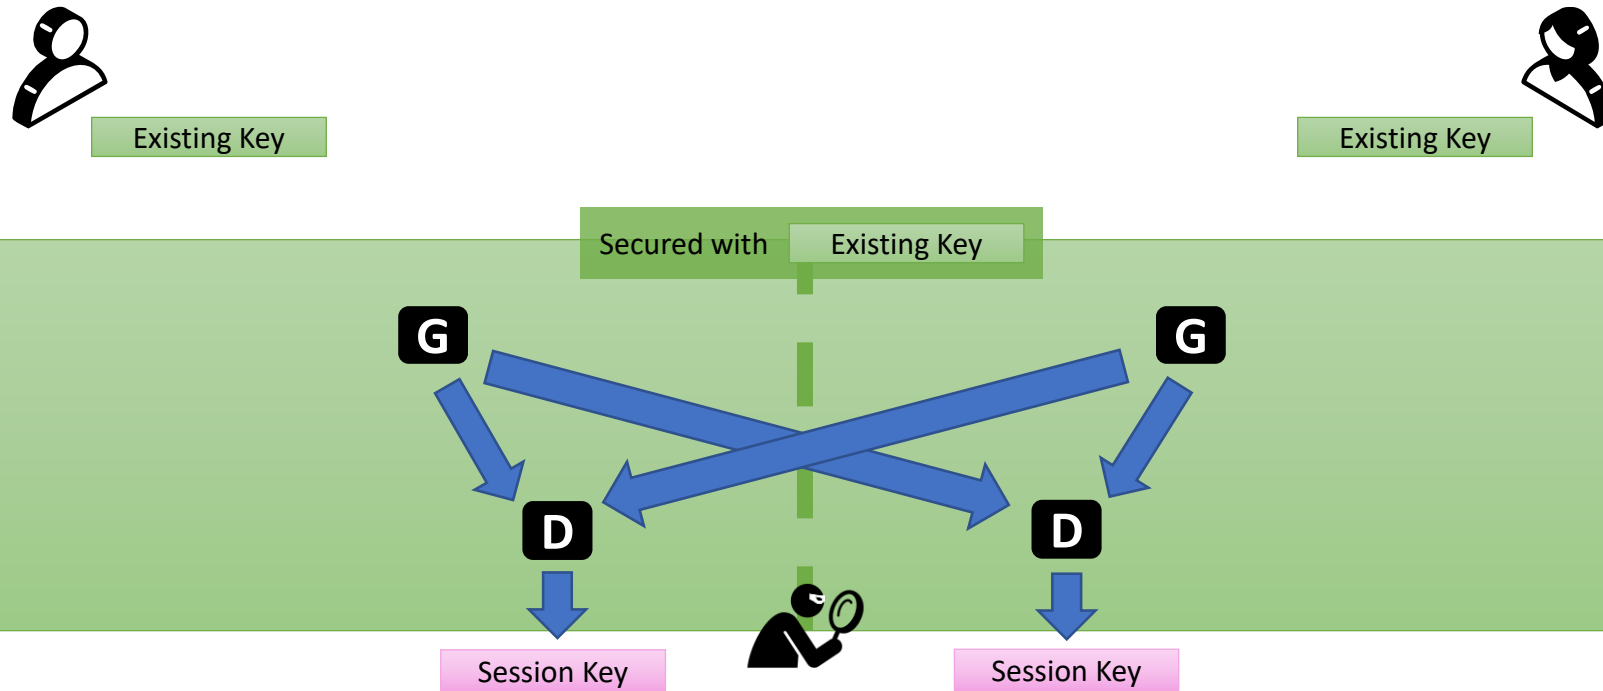 Existing Key
Existing Key
Secured with Existing Key
G
G
D
D
Session Key
Session Key